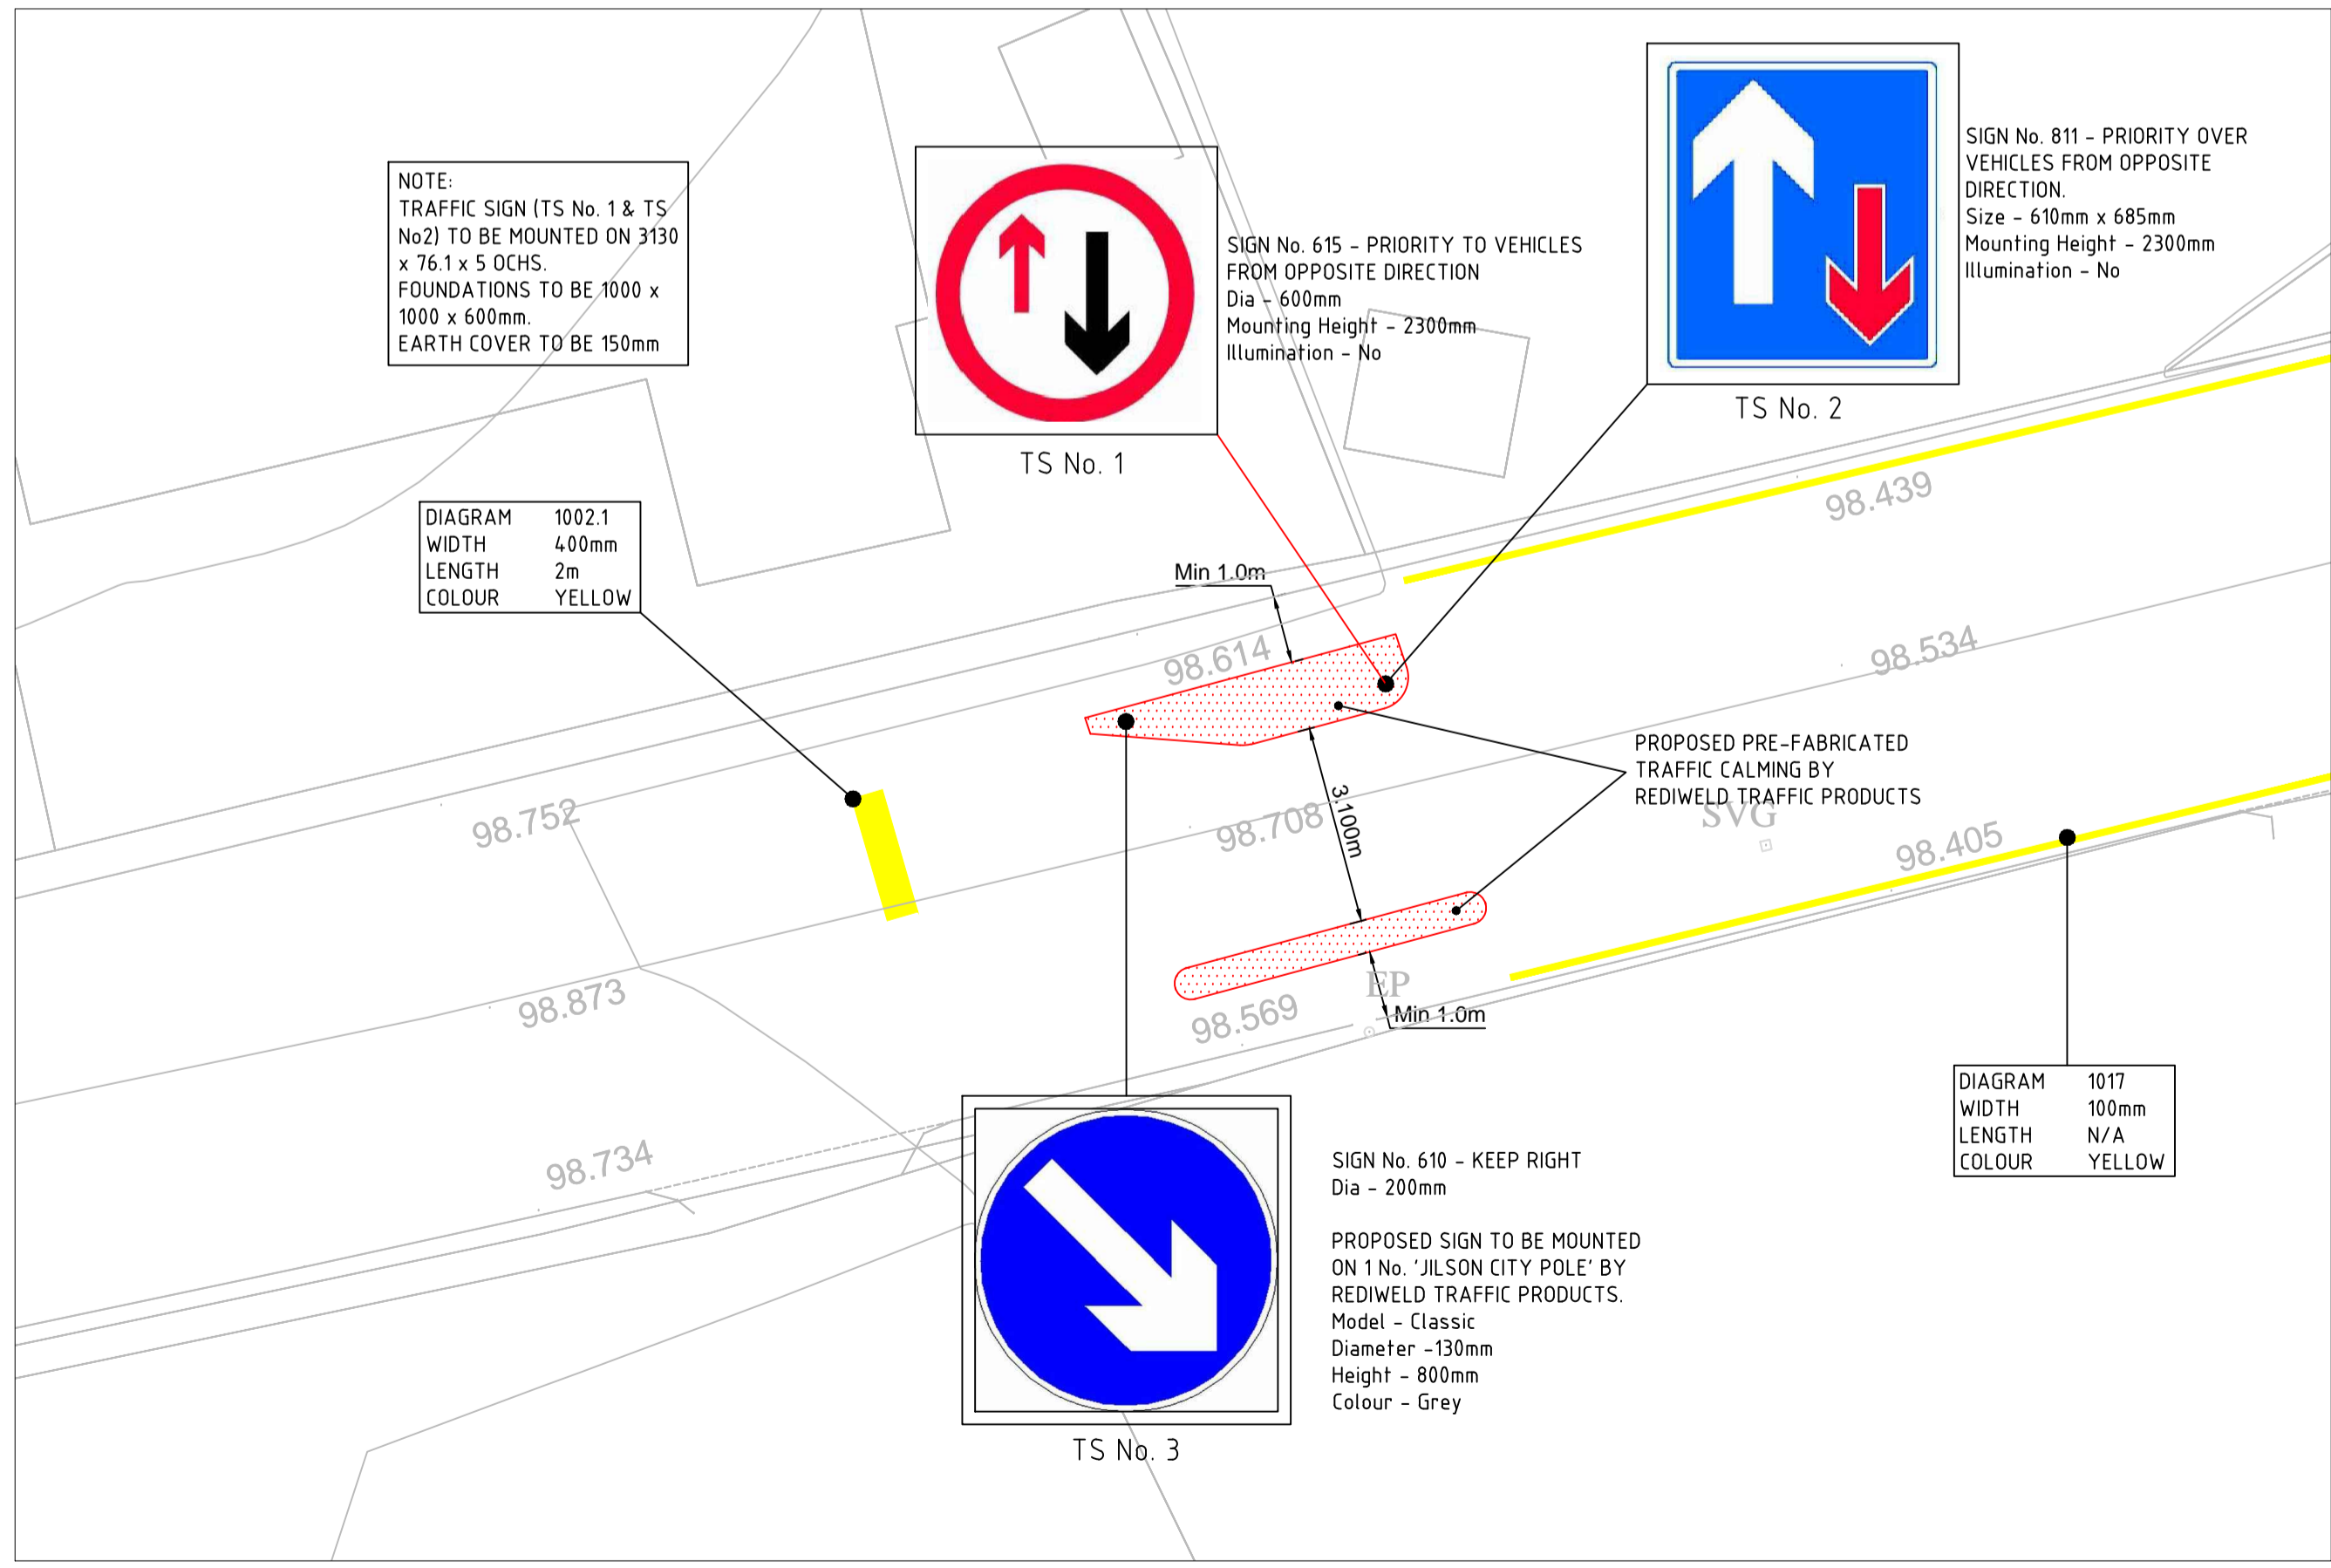 NOTE:
TRAFFIC SIGN (TS No. 1 & TS
No2) TO BE MOUNTED ON 3130
x 76.1 x 5 OCHS.
FOUNDATIONS TO BE 1000 x
1000 x 600mm.
EARTH COVER TO BE 150mm
SIGN No. 615 - PRIORITY TO VEHICLES
FROM OPPOSITE DIRECTION
Dia - 600mm
Mounting Height - 2300mm
Illumination - No
TS No. 1
SIGN No. 811 - PRIORITY OVER
VEHICLES FROM OPPOSITE
DIRECTION.
Size - 610mm x 685mm
Mounting Height - 2300mm
Illumination - No
TS No. 2
DIAGRAM 1002.1
WIDTH 400mm
LENGTH 2m
COLOUR YELLOW
Min 1.0m
98.439
98.614
98.534
PROPOSED PRE-FABRICATED
TRAFFIC CALMING BY
REDIWELD TRAFFIC PRODUCTS
98.752
98.708
3.100m
SVG
98.405
98.873
EP
98.569
Min 1.0m
98.734
DIAGRAM 1017
WIDTH 100mm
LENGTH N/A
COLOUR YELLOW
SIGN No. 610 - KEEP RIGHT
Dia - 200mm
PROPOSED SIGN TO BE MOUNTED
ON 1 No. 'JILSON CITY POLE' BY
REDIWELD TRAFFIC PRODUCTS.
Model - Classic
Diameter -130mm
Height - 800mm
Colour - Grey
TS No. 3